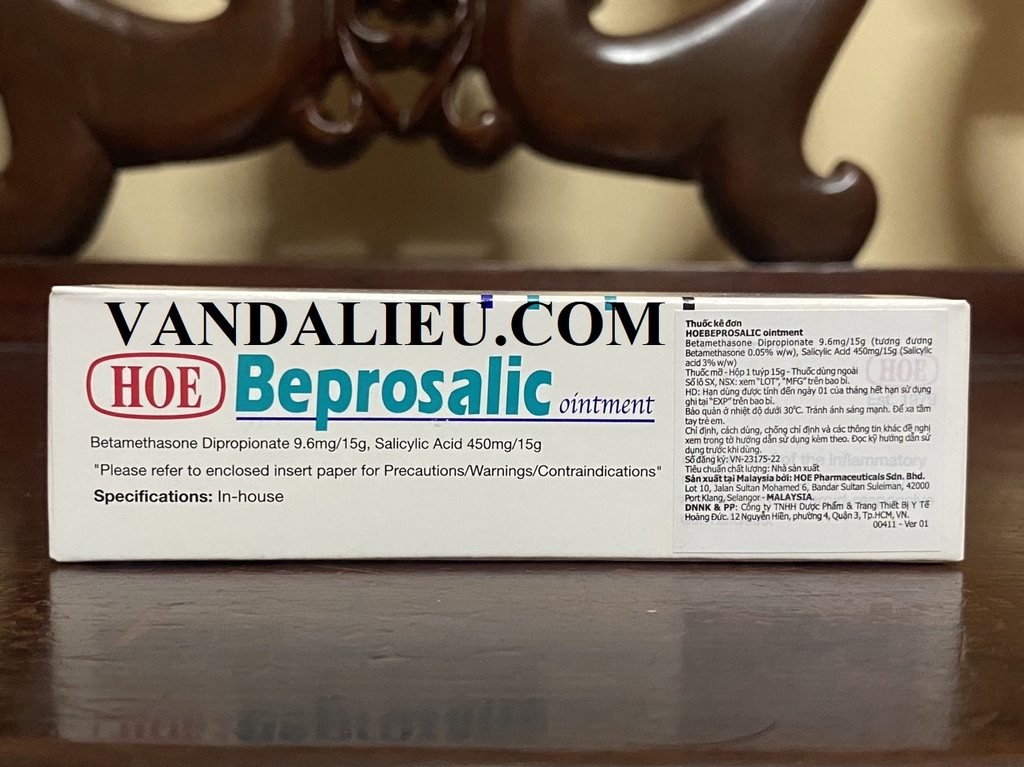 VANDALIEU.COM
HOE Beprosalic ointment
Betamethasone Dipropionate 9.6mg/15g, Salicylic Acid 450mg/15g
"Please refer to enclosed insert paper for Precautions/Warnings/Contraindications"
Specifications: In-house
Thuốc kê đơn
HOEBEPROSALIC ointment
Betamethasone Dipropionate 9.6mg/15g (tương đương
Betamethasone 0.05% w/w), Salicylic Acid 450mg/15g (Salicylic
acid 3% w/w)
Thuốc mỡ - Hộp 1 tuýp 15g - Thuốc dùng ngoài
Số lô SX, NSX: xem "LOT", "MFG" trên bao bì.
HD: Hạn dùng được tính đến ngày 01 của tháng hết hạn sử dụng
ghi tại "EXP" trên bao bì.
Bảo quản ở nhiệt độ dưới 30°C. Tránh ánh sáng mạnh. Để xa tầm
tay trẻ em.
Chỉ định, cách dùng, chống chỉ định và các thông tin khác đề nghị
xem trong tờ hướng dẫn sử dụng kèm theo. Đọc kỹ hướng dẫn sử
dụng trước khi dùng.
Số đăng ký: VN-23175-22
Tiêu chuẩn chất lượng: Nhà sản xuất
Sản xuất tại Malaysia bởi: HOE Pharmaceuticals Sdn. Bhd.
Lot 10, Jalan Sultan Mohamed 6, Bandar Sultan Suleiman, 42000
Port Klang, Selangor - MALAYSIA.
DNNK & PP: Công ty TNHH Dược Phẩm & Trang Thiết Bị Y Tế
Hoàng Đức. 12 Nguyễn Hiền, phường 4, Quận 3, Tp.HCM, VN.
00411 - Ver 01
HOE
of the inflammatory